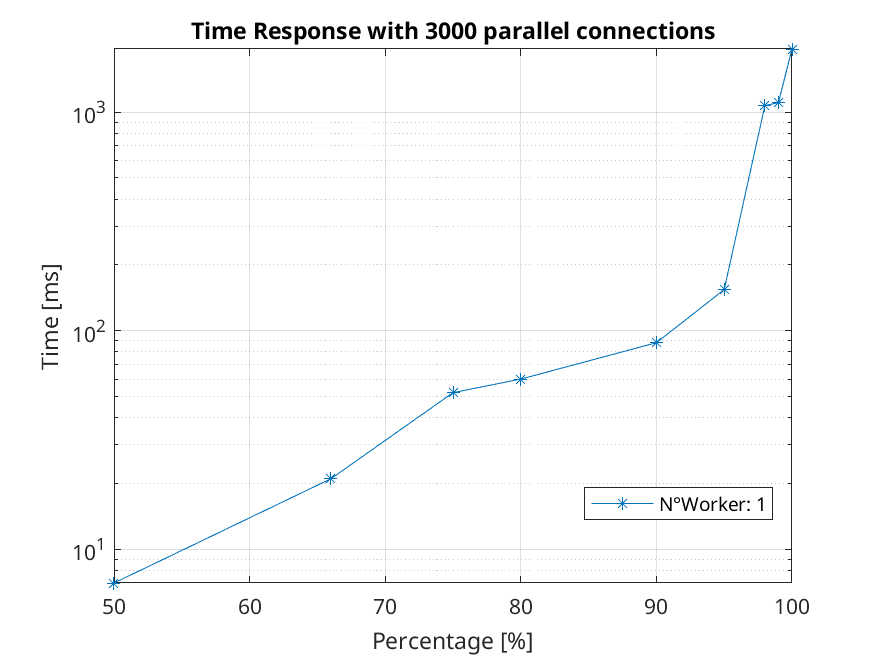 Time Response with 3000 parallel connections
Time [ms]
10^3
10^2
10^1
N°Worker: 1
50 60 70 80 90 100
Percentage [%]